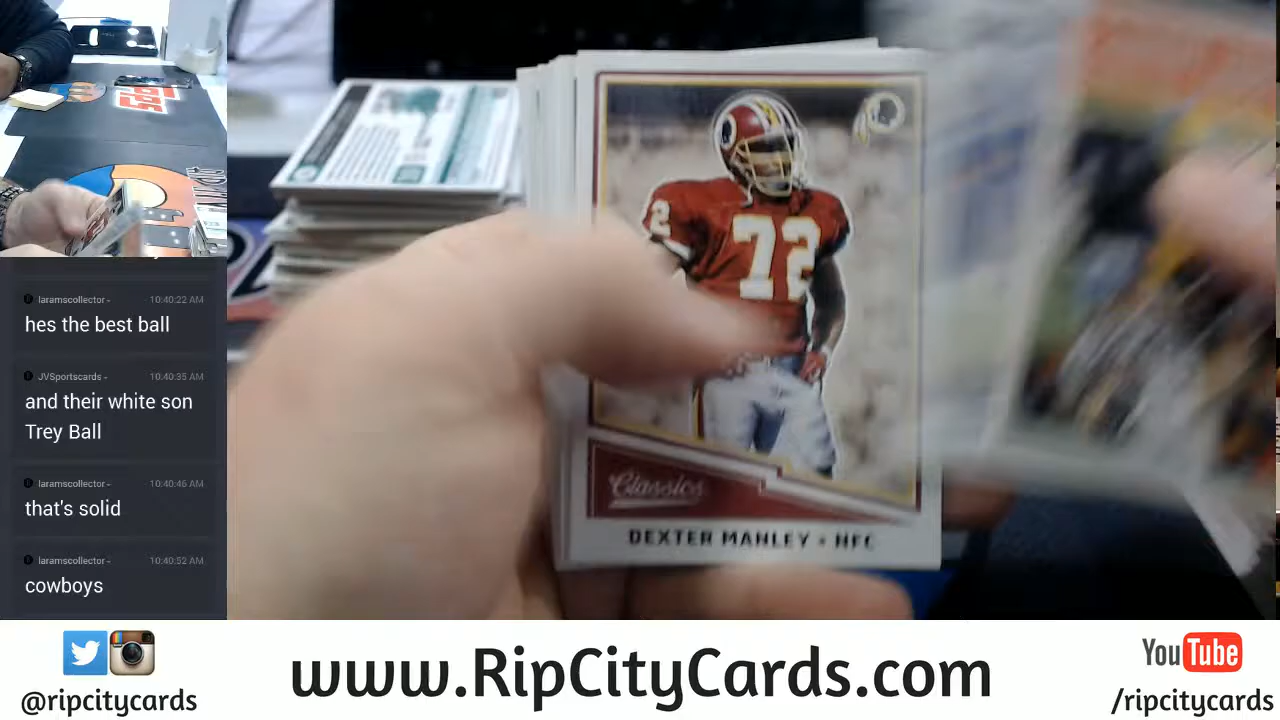 laramscollector - 10:40:22 AM
hes the best ball
JVSportscards - 10:40:35 AM
and their white son
Trey Ball
laramscollector - 10:40:46 AM
that's solid
laramscollector - 10:40:52 AM
cowboys
72
2
Classics
DEXTER MANLEY • NFC
@ripcitycards
www.RipCityCards.com
YouTube
/ripcitycards